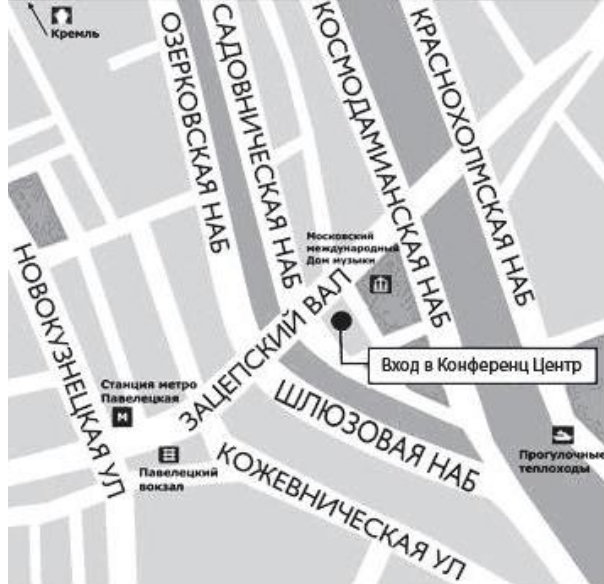 Кремль
ОЗЕРКОВСКАЯ НАБ
САДОВНИЧЕСКАЯ НАБ
КОСМОДАМИАНСКАЯ НАБ
КРАСНОХОЛМСКАЯ НАБ
Московский
международный
Дом музыки
НОВОКУЗНЕЦКАЯ УЛ
ЗАЦЕПСКИЙ ВАЛ
Вход в Конференц Центр
Станция метро
Павелецкая
М
ШЛЮЗОВАЯ НАБ
Прогулочные
теплоходы
Павелецкий
вокзал
КОЖЕВНИЧЕСКАЯ УЛ